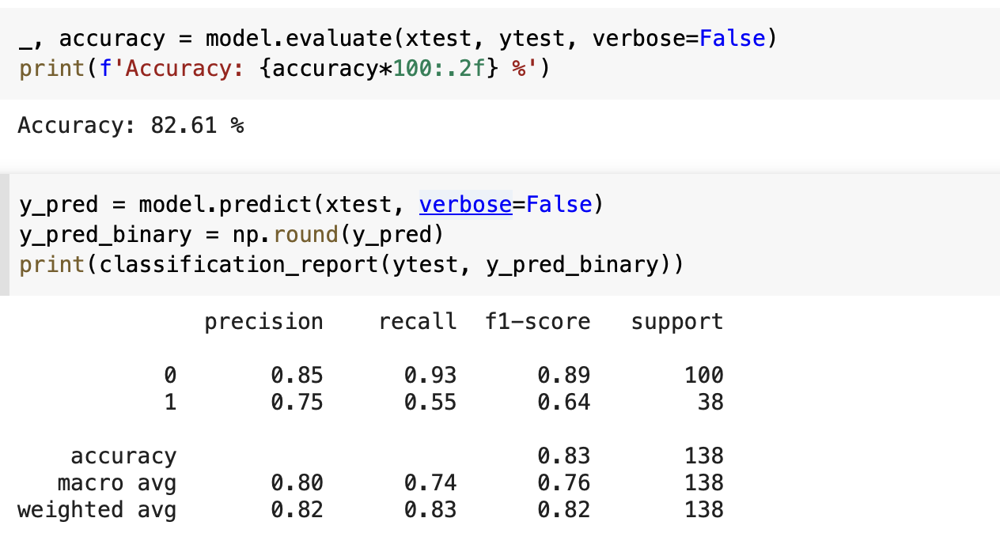 _, accuracy = model.evaluate(xtest, ytest, verbose=False)
print(f'Accuracy: {accuracy*100:.2f} %')
Accuracy: 82.61 %
y_pred = model.predict(xtest, verbose=False)
y_pred_binary = np.round(y_pred)
print(classification_report(ytest, y_pred_binary))
precision recall f1-score support
0 0.85 0.93 0.89 100
1 0.75 0.55 0.64 38
accuracy 0.83 138
macro avg 0.80 0.74 0.76 138
weighted avg 0.82 0.83 0.82 138